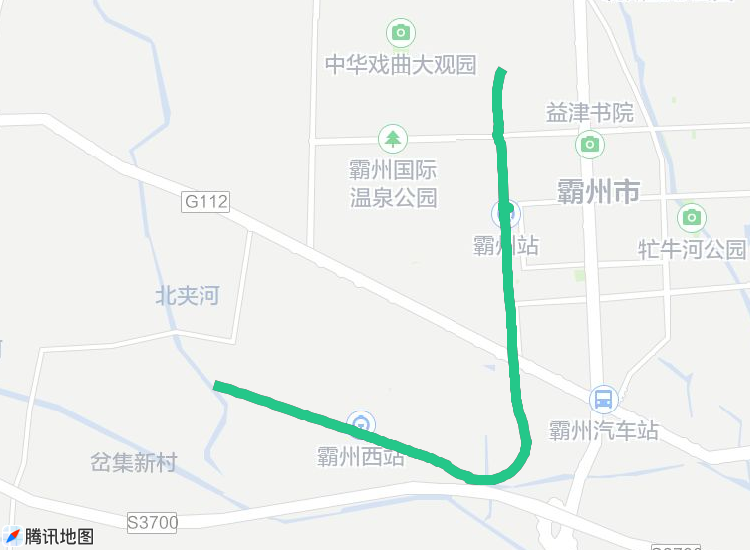 中华戏曲大观园
益津书院
霸州国际
温泉公园
霸州市
G112
霸州站
牤牛河公园
北夹河
河
霸州汽车站
霸州西站
岔集新村
S3700
腾讯地图
S3700